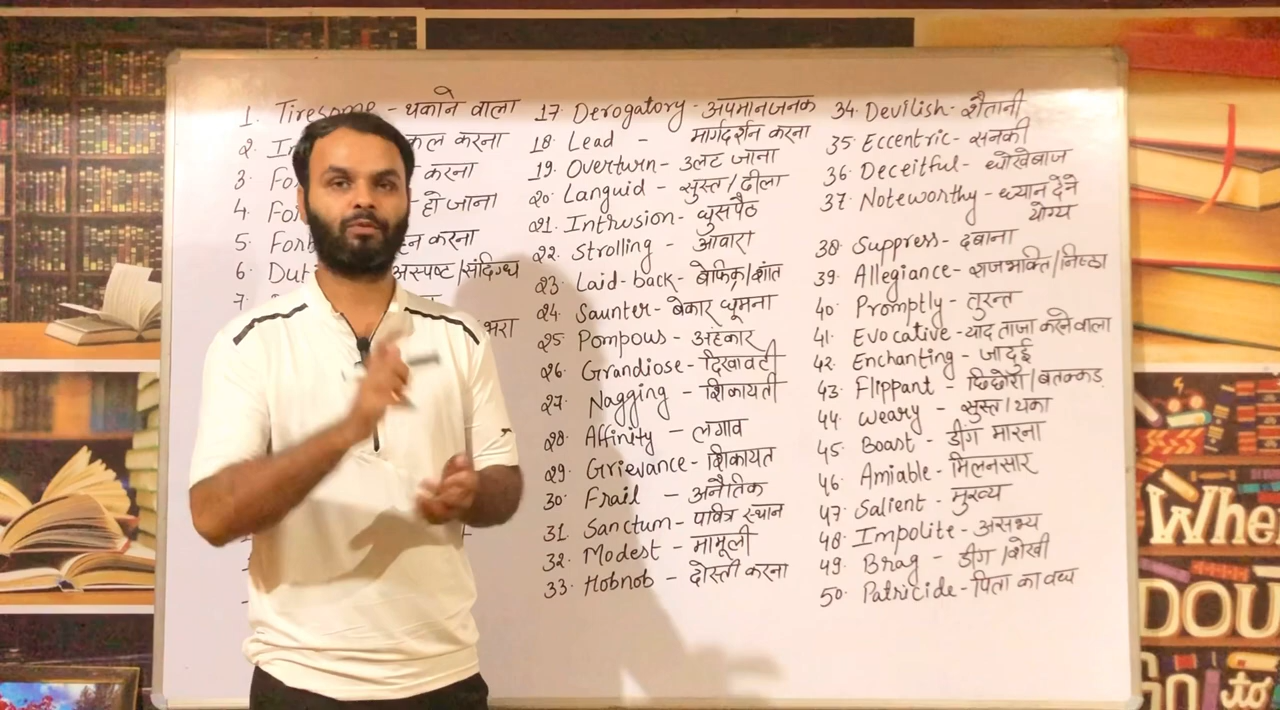 1. Tiresome - थकाने वाला
2. कल करना
3. करना
4. हो जाना
5. न करना
6. अस्पष्ट/संदिग्ध
7.
भरा
17. Derogatory - अपमानजनक
18. Lead - मार्गदर्शन करना
19. Overturn - उलट जाना
20. Languid - सुस्त/ढीला
21. Intrusion - घुसपैठ
22. Strolling - आवारा
23. Laid-back - बेफिक्र/शांत
24. Saunter - बेकार घूमना
25. Pompous - अहंकार
26. Grandiose - दिखावटी
27. Nagging - शिकायती
28. Affinity - लगाव
29. Grievance - शिकायत
30. Frail - अनैतिक
31. Sanctum - पवित्र स्थान
32. Modest - मामूली
33. Hobnob - दोस्ती करना
34. Devilish - शैतानी
35. Eccentric - सनकी
36. Deceitful - धोखेबाज
37. Noteworthy - ध्यान देने
योग्य
38. Suppress - दबाना
39. Allegiance - राजभक्ति/निष्ठा
40. Promptly - तुरन्त
41. Evocative - याद ताजा करने वाला
42. Enchanting - जादुई
43. Flippant - छिछोरा/बतक्कड़
44. Weary - सुस्त/थका
45. Boast - डींग मारना
46. Amiable - मिलनसार
47. Salient - मुख्य
48. Impolite - असभ्य
49. Brag - डींग/शेखी
50. Patricide - पिता का वध
Whe
DOU
to